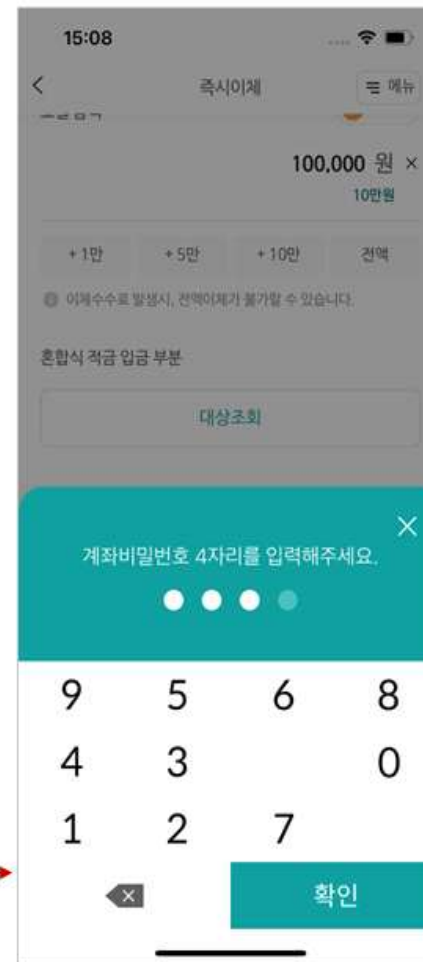 15:08
즉시이체
메뉴
100,000 원 ×
10만원
+ 1만 + 5만 + 10만 전액
이체수수료 발생시, 전액이체가 불가할 수 있습니다.
혼합식 적금 입금 부분
대상조회
계좌비밀번호 4자리를 입력해주세요.
9 5 6 8
4 3 0
1 2 7
확인